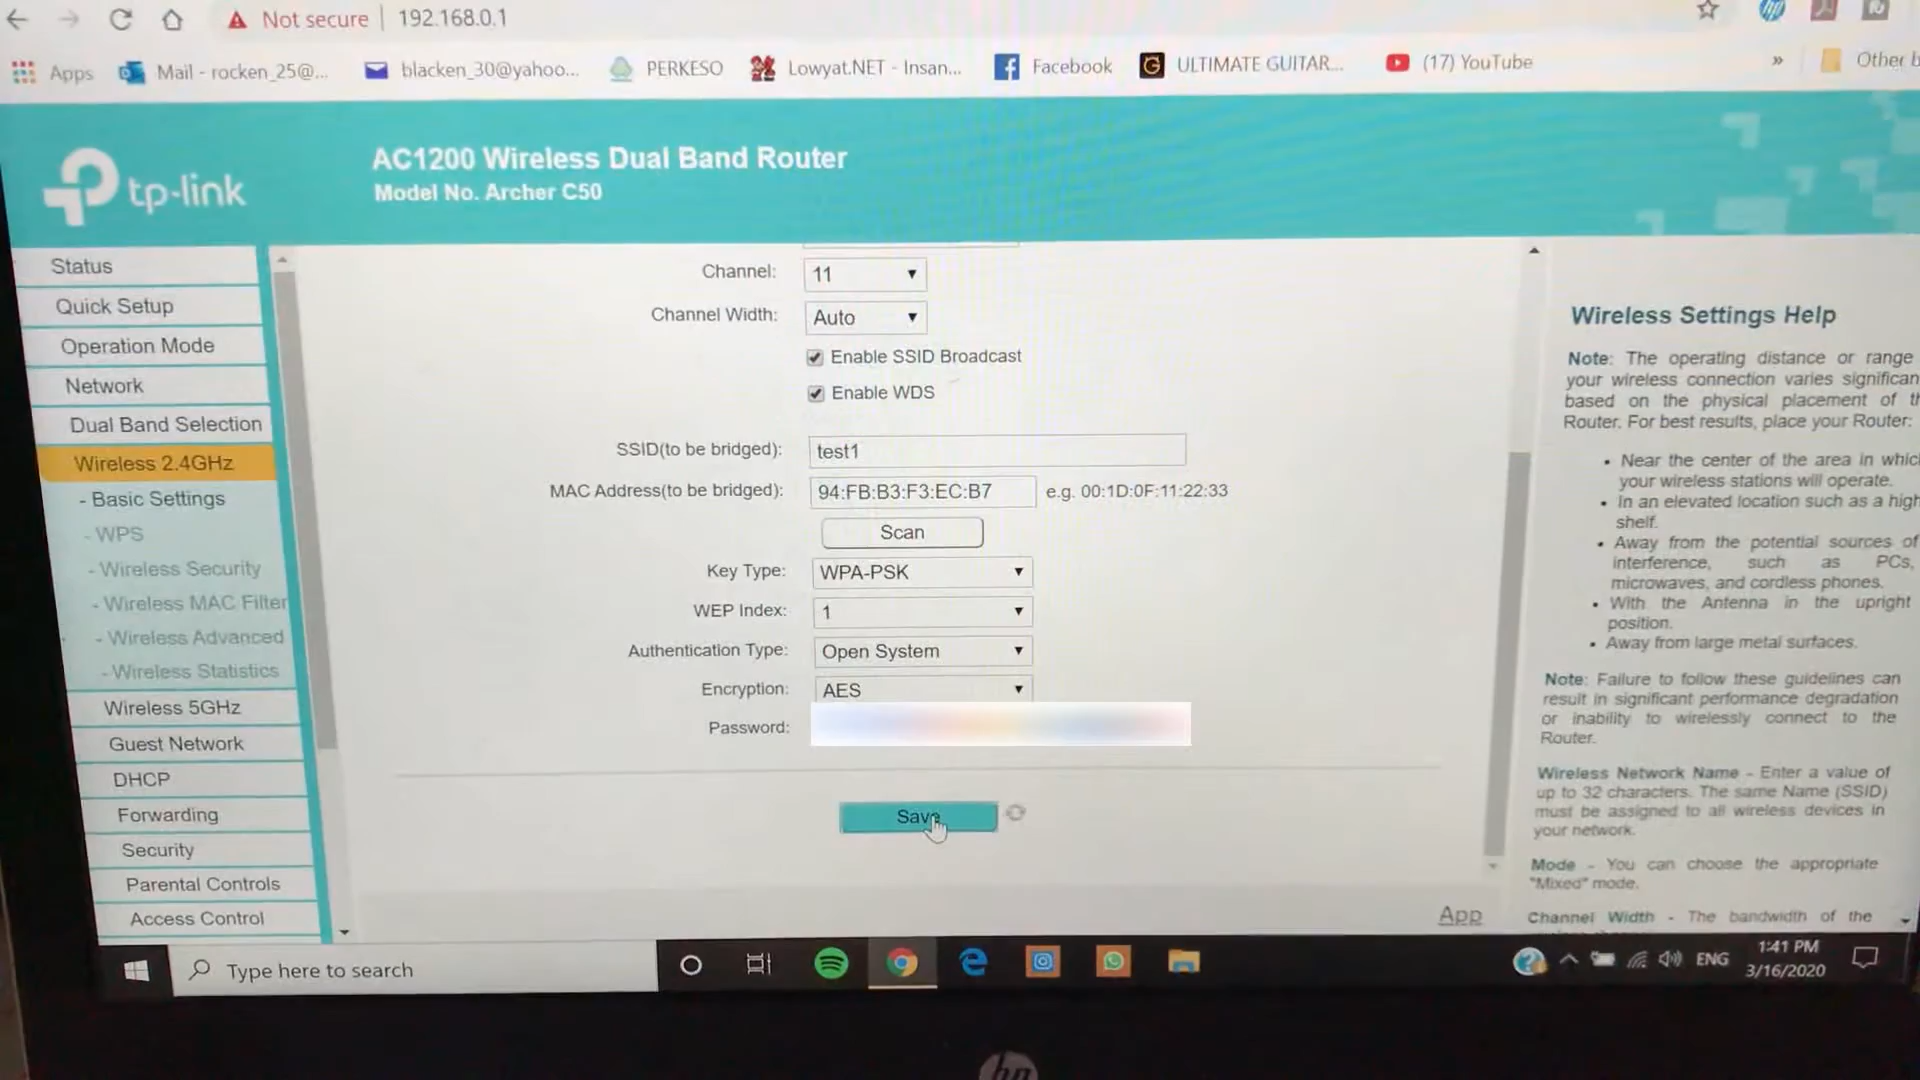 Not secure
192.168.0.1
Apps
Mail - rocken_25@...
blacken_30@yahoo...
PERKESO
Lowyat.NET - Insan...
Facebook
ULTIMATE GUITAR...
(17) YouTube
»
Other b
tp-link
AC1200 Wireless Dual Band Router
Model No. Archer C50
Status
Quick Setup
Operation Mode
Network
Dual Band Selection
Wireless 2.4GHz
- Basic Settings
- WPS
- Wireless Security
- Wireless MAC Filter
- Wireless Advanced
- Wireless Statistics
Wireless 5GHz
Guest Network
DHCP
Forwarding
Security
Parental Controls
Access Control
Channel: 11
Channel Width: Auto
Enable SSID Broadcast
Enable WDS
SSID(to be bridged): test1
MAC Address(to be bridged): 94:FB:B3:F3:EC:B7 e.g. 00:1D:0F:11:22:33
Scan
Key Type: WPA-PSK
WEP Index: 1
Authentication Type: Open System
Encryption: AES
Password:
Save
App
Wireless Settings Help
Note: The operating distance or range
your wireless connection varies significan
based on the physical placement of th
Router. For best results, place your Router:
• Near the center of the area in which
your wireless stations will operate.
• In an elevated location such as a high
shelf.
• Away from the potential sources of
interference, such as PCs,
microwaves, and cordless phones.
• With the Antenna in the upright
position.
• Away from large metal surfaces.
Note: Failure to follow these guidelines can
result in significant performance degradation
or inability to wirelessly connect to the
Router.
Wireless Network Name - Enter a value of
up to 32 characters. The same Name (SSID)
must be assigned to all wireless devices in
your network.
Mode - You can choose the appropriate
"Mixed" mode.
Channel Width - The bandwidth of the
Type here to search
ENG
1:41 PM
3/16/2020
hp